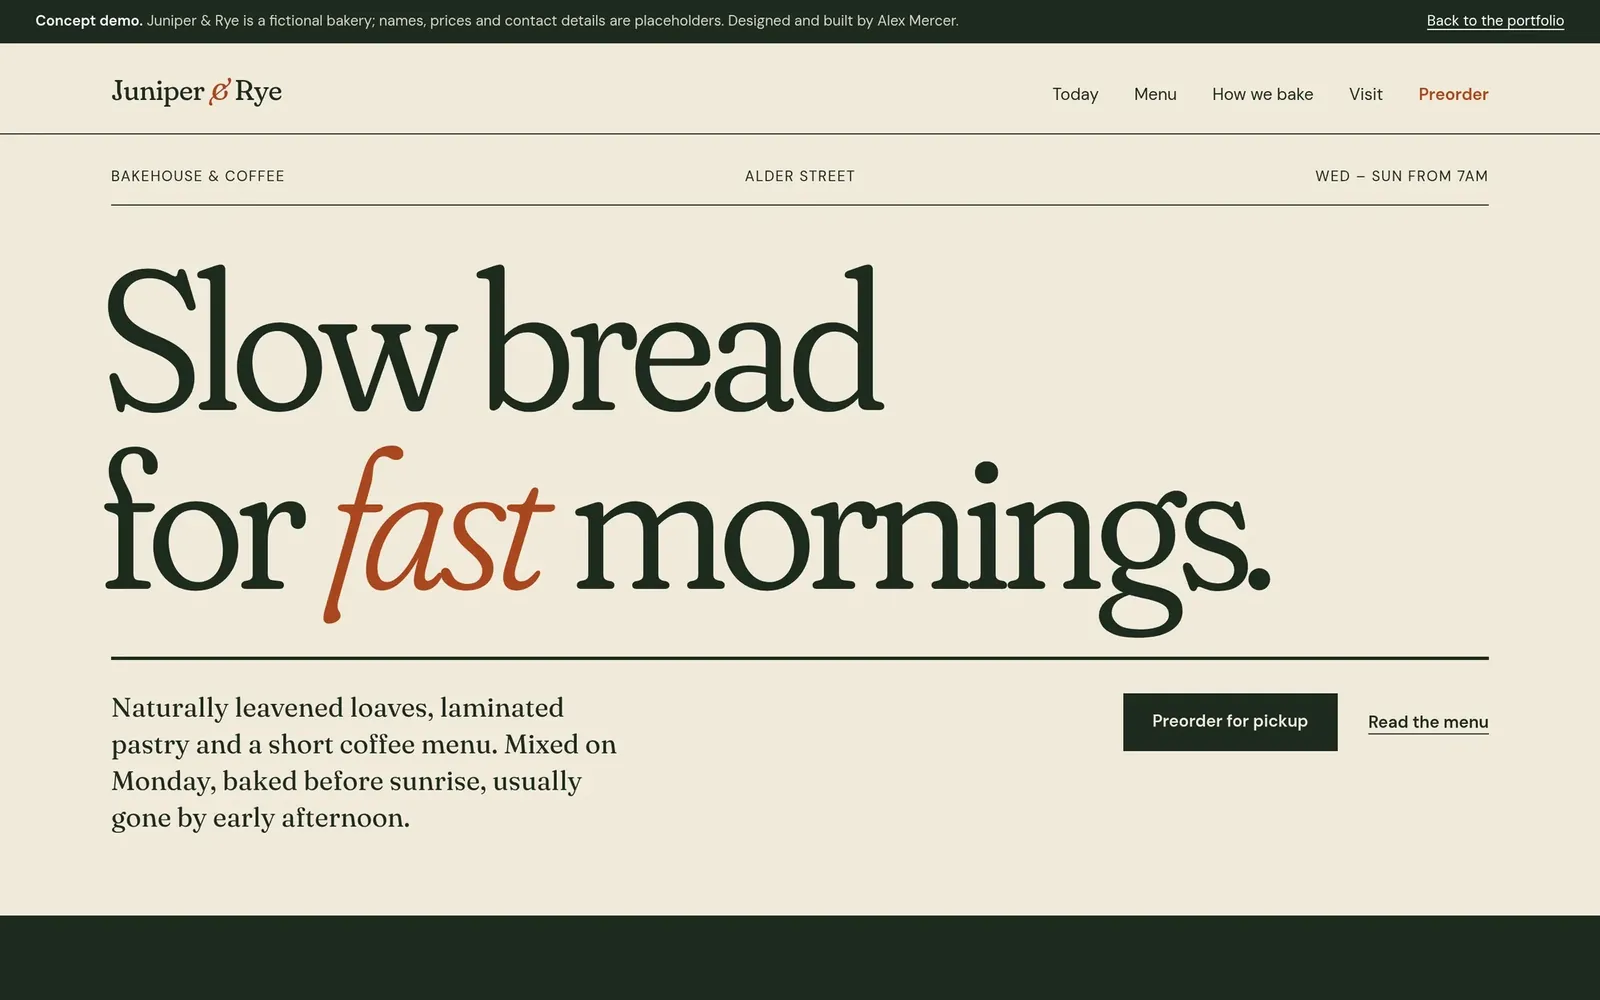 Concept demo. Juniper & Rye is a fictional bakery; names, prices and contact details are placeholders. Designed and built by Alex Mercer.
Back to the portfolio
Juniper & Rye
Today
Menu
How we bake
Visit
Preorder
BAKEHOUSE & COFFEE
ALDER STREET
WED – SUN FROM 7AM
Slow bread
for fast mornings.
Naturally leavened loaves, laminated
pastry and a short coffee menu. Mixed on
Monday, baked before sunrise, usually
gone by early afternoon.
Preorder for pickup
Read the menu